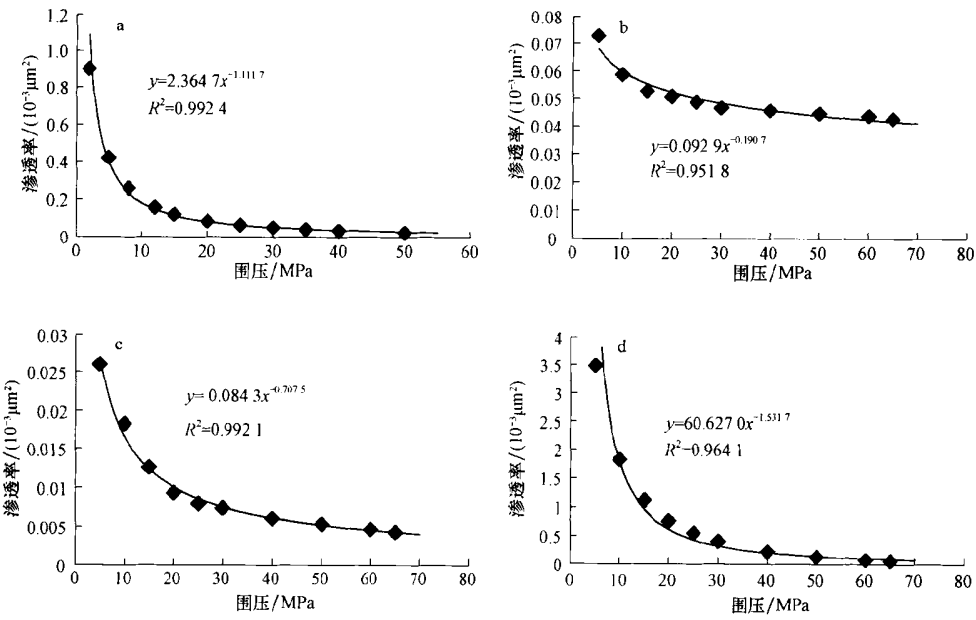 a
1.2
1.0
0.8
0.6
0.4
0.2
0
渗透率/(10⁻³μm²)
y=2.364 7x⁻¹·¹¹¹ ⁷
R²=0.992 4
0 10 20 30 40 50 60
围压/MPa
b
0.08
0.07
0.06
0.05
0.04
0.03
0.02
0.01
0
渗透率/(10⁻³μm²)
y=0.092 9x⁻⁰·¹⁹⁰ ⁷
R²=0.951 8
0 10 20 30 40 50 60 70 80
围压/MPa
c
0.03
0.025
0.02
0.015
0.01
0.005
0
渗透率/(10⁻³μm²)
y= 0.084 3x⁻⁰·⁷⁰⁷ ⁵
R²=0.992 1
0 10 20 30 40 50 60 70 80
围压/MPa
d
4
3.5
3
2.5
2
1.5
1
0.5
0
渗透率/(10⁻³μm²)
y=60.627 0x⁻¹·⁵³¹ ⁷
R²=0.964 1
0 10 20 30 40 50 60 70 80
围压/MPa